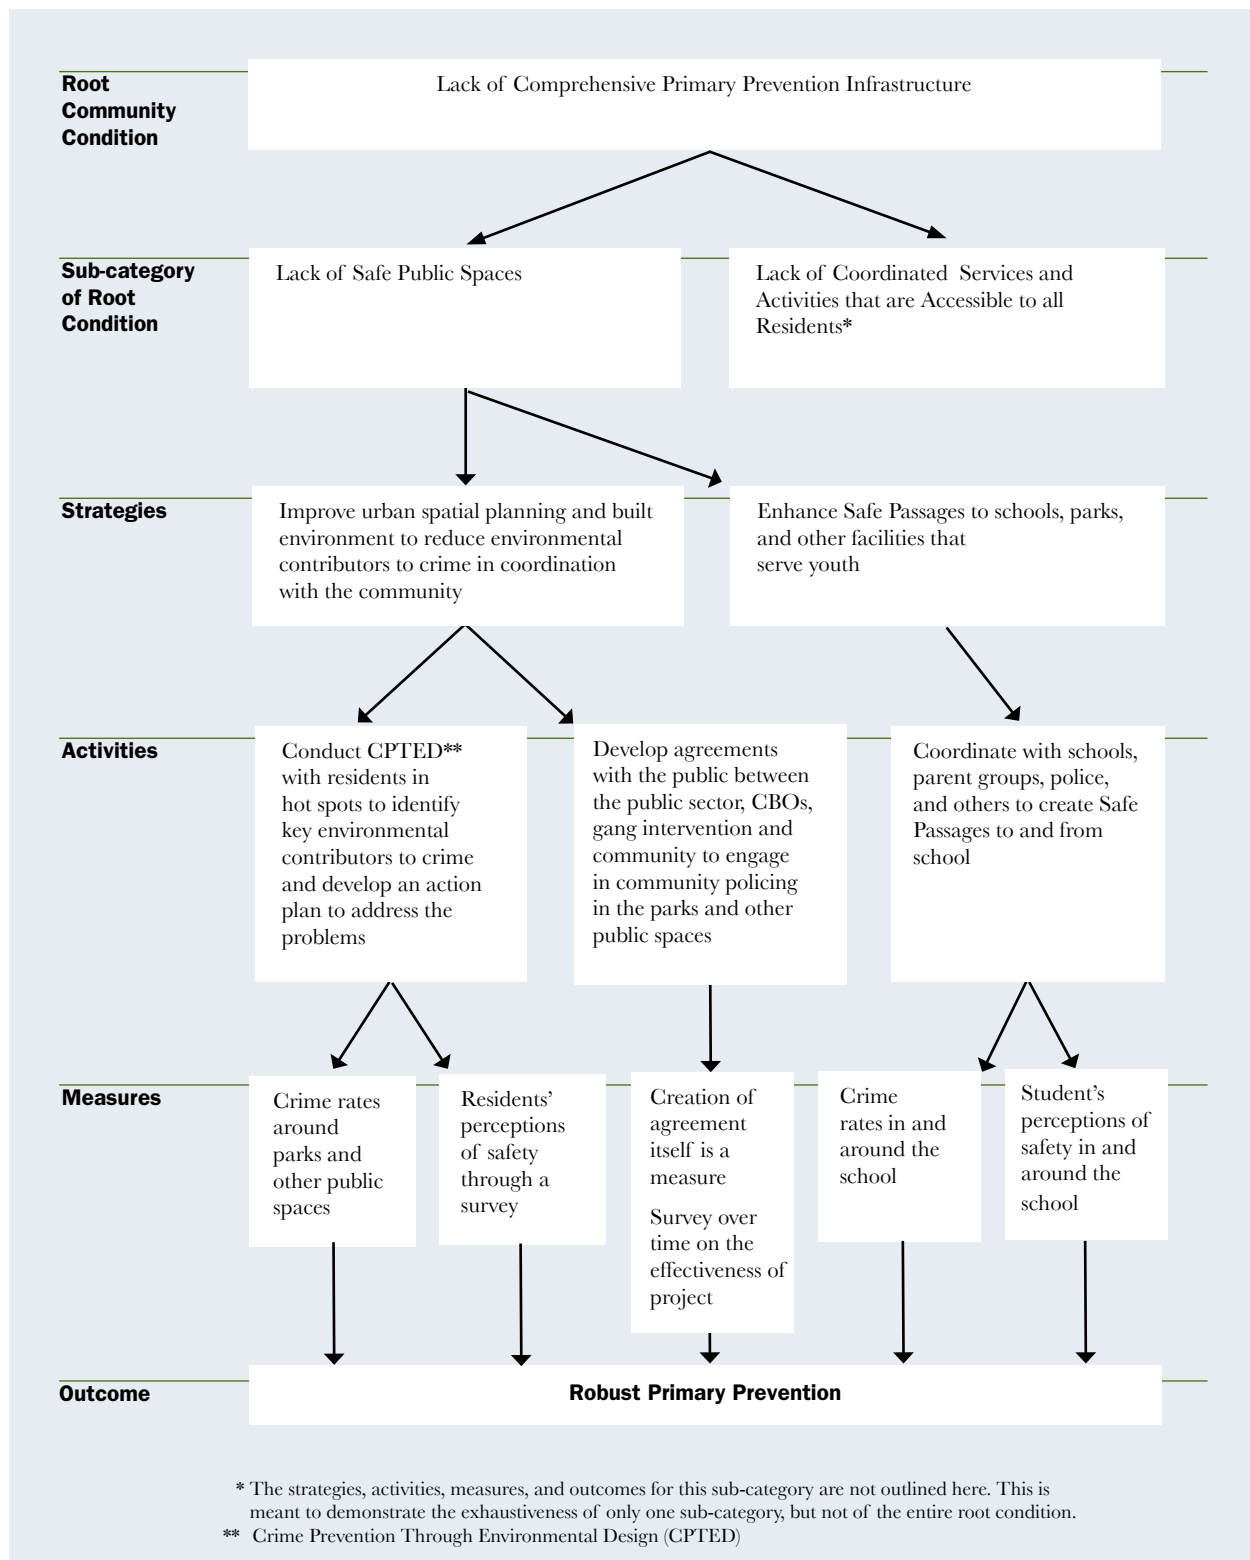 Root
Community
Condition
Lack of Comprehensive Primary Prevention Infrastructure
Sub-category
of Root
Condition
Lack of Safe Public Spaces
Lack of Coordinated Services and
Activities that are Accessible to all
Residents*
Strategies
Improve urban spatial planning and built
environment to reduce environmental
contributors to crime in coordination
with the community
Enhance Safe Passages to schools, parks,
and other facilities that
serve youth
Activities
Conduct CPTED**
with residents in
hot spots to identify
key environmental
contributors to crime
and develop an action
plan to address the
problems
Develop agreements
with the public between
the public sector, CBOs,
gang intervention and
community to engage
in community policing
in the parks and other
public spaces
Coordinate with schools,
parent groups, police,
and others to create Safe
Passages to and from
school
Measures
Crime rates
around
parks and
other public
spaces
Residents’
perceptions
of safety
through a
survey
Creation of
agreement
itself is a
measure
Survey over
time on the
effectiveness of
project
Crime
rates in and
around the
school
Student’s
perceptions of
safety in and
around the
school
Outcome
Robust Primary Prevention
* The strategies, activities, measures, and outcomes for this sub-category are not outlined here. This is
meant to demonstrate the exhaustiveness of only one sub-category, but not of the entire root condition.
** Crime Prevention Through Environmental Design (CPTED)